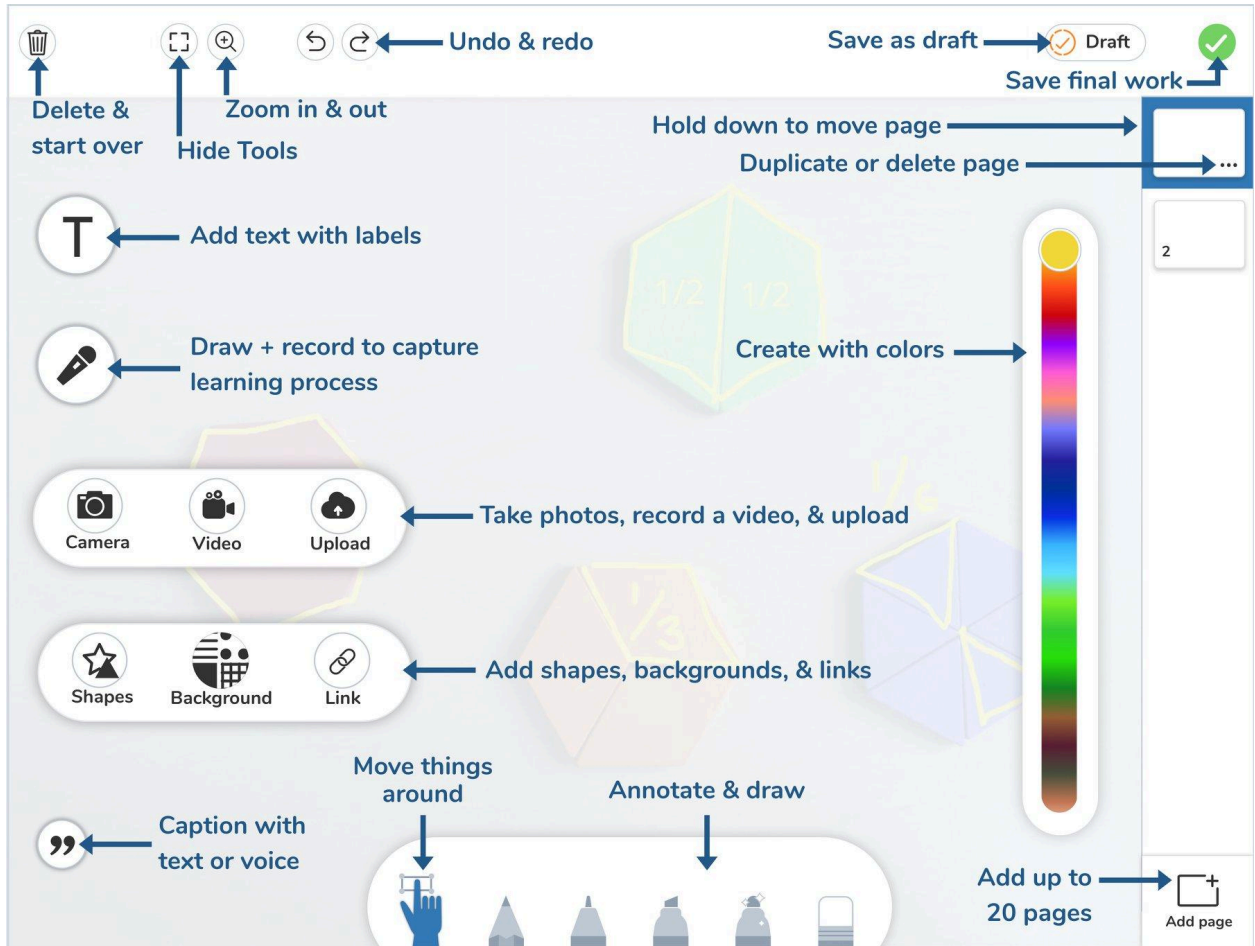 Undo & redo
Save as draft
Draft
Save final work
Delete &
start over
Zoom in & out
Hide Tools
Hold down to move page
Duplicate or delete page
...
T
Add text with labels
2
1/2 1/2
Draw + record to capture
learning process
Create with colors
1/6
Camera
Video
Upload
Take photos, record a video, & upload
1/3
Shapes
Background
Link
Add shapes, backgrounds, & links
Move things
around
Annotate & draw
Caption with
text or voice
Add up to
20 pages
Add page